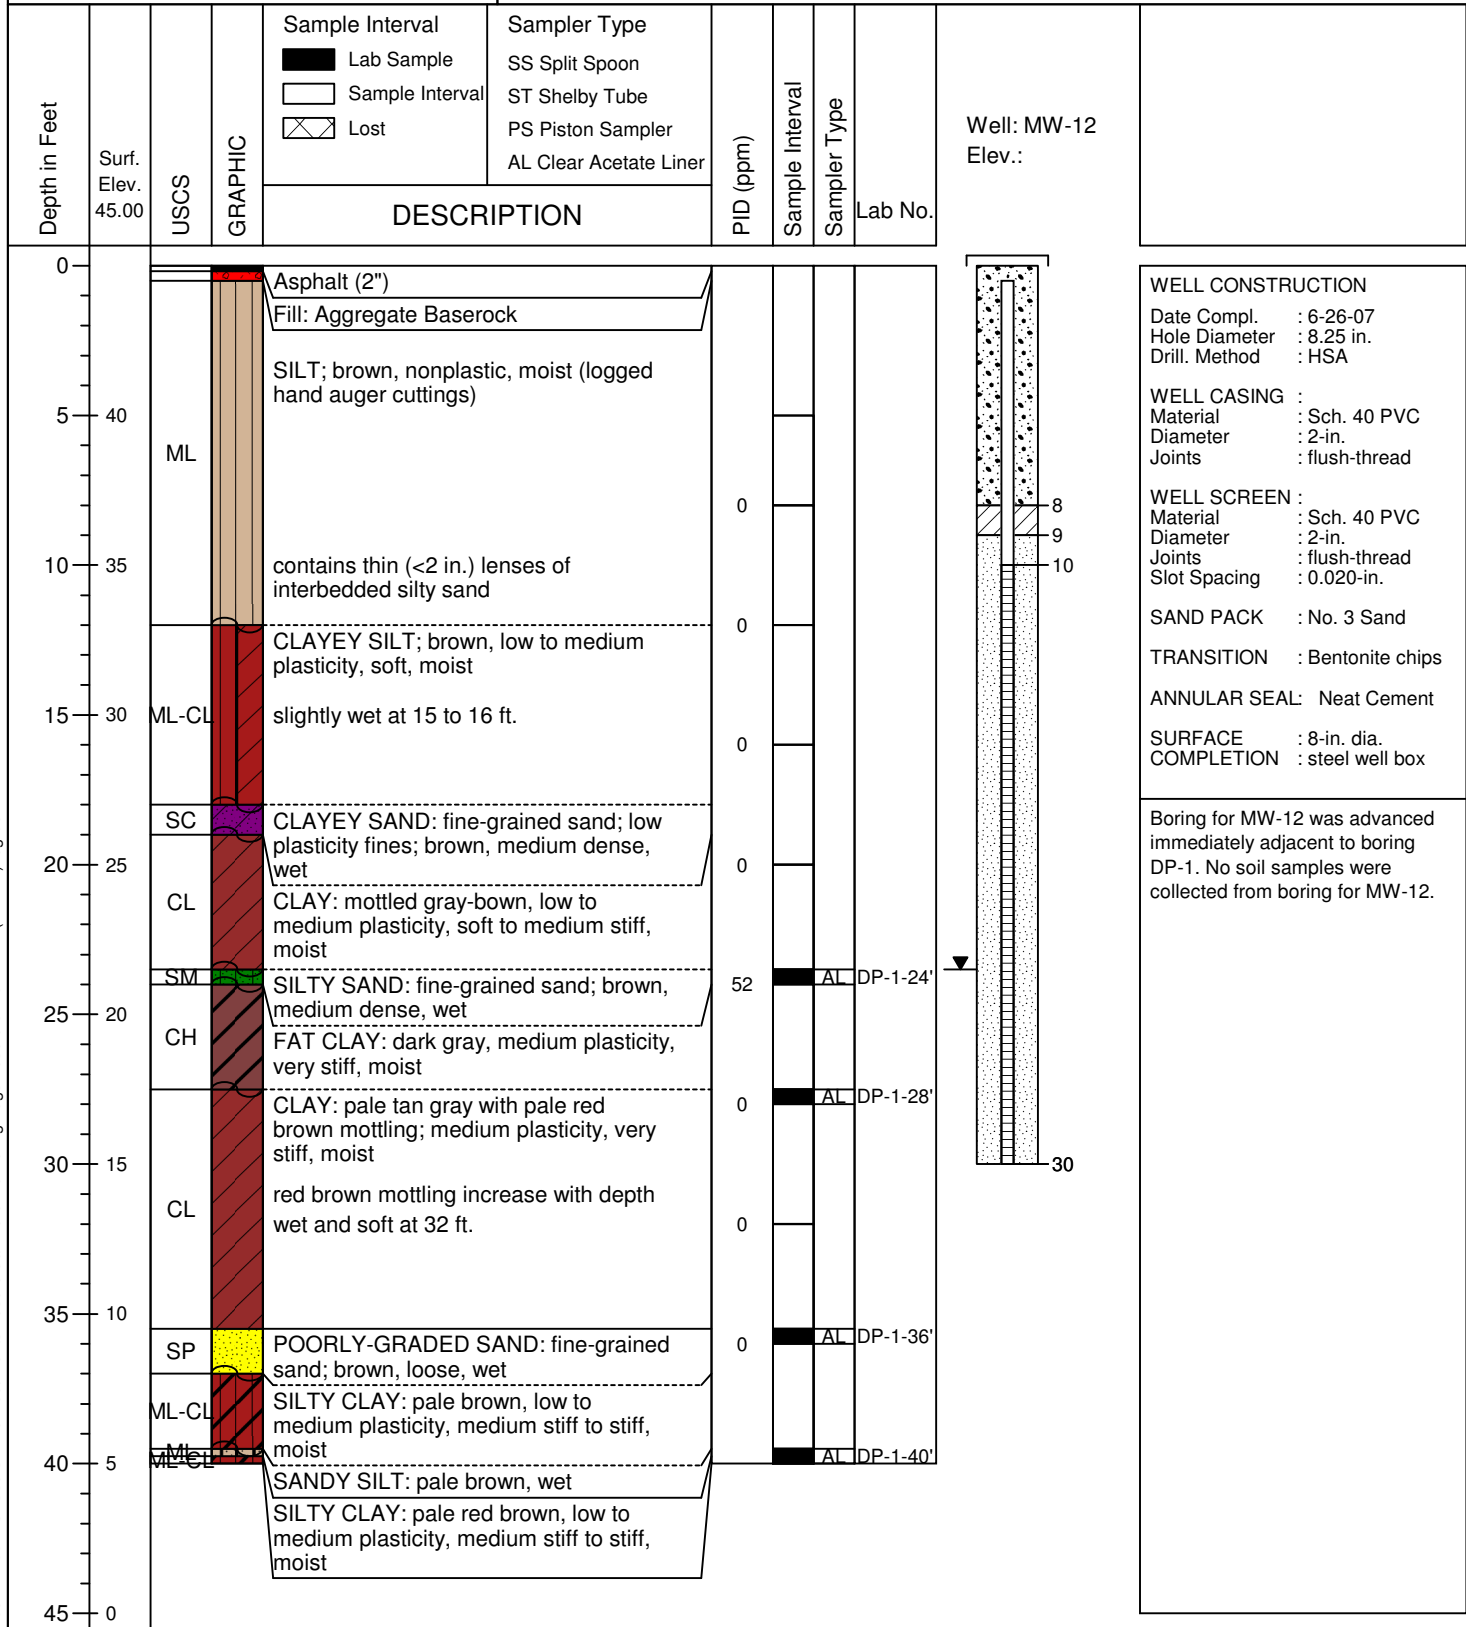 Sample Interval
Lab Sample
Sample Interval
Lost
Sampler Type
SS Split Spoon
ST Shelby Tube
PS Piston Sampler
AL Clear Acetate Liner
Depth in Feet
Surf.
Elev.
45.00
USCS
GRAPHIC
DESCRIPTION
PID (ppm)
Sample Interval
Sampler Type
Lab No.
Well: MW-12
Elev.:
0
5
10
15
20
25
30
35
40
45
40
35
30
25
20
15
10
5
0
ML
ML-CL
SC
CL
SM
CH
CL
SP
ML-CL
ML
ML-CL
Asphalt (2")
Fill: Aggregate Baserock
SILT; brown, nonplastic, moist (logged
hand auger cuttings)
contains thin (<2 in.) lenses of
interbedded silty sand
CLAYEY SILT; brown, low to medium
plasticity, soft, moist
slightly wet at 15 to 16 ft.
CLAYEY SAND: fine-grained sand; low
plasticity fines; brown, medium dense,
wet
CLAY: mottled gray-bown, low to
medium plasticity, soft to medium stiff,
moist
SILTY SAND: fine-grained sand; brown,
medium dense, wet
FAT CLAY: dark gray, medium plasticity,
very stiff, moist
CLAY: pale tan gray with pale red
brown mottling; medium plasticity, very
stiff, moist
red brown mottling increase with depth
wet and soft at 32 ft.
POORLY-GRADED SAND: fine-grained
sand; brown, loose, wet
SILTY CLAY: pale brown, low to
medium plasticity, medium stiff to stiff,
moist
SANDY SILT: pale brown, wet
SILTY CLAY: pale red brown, low to
medium plasticity, medium stiff to stiff,
moist
0
0
0
0
52
0
0
0
AL DP-1-24'
AL DP-1-28'
AL DP-1-36'
AL DP-1-40'
8
9
10
30
WELL CONSTRUCTION
Date Compl. : 6-26-07
Hole Diameter : 8.25 in.
Drill. Method : HSA
WELL CASING :
Material : Sch. 40 PVC
Diameter : 2-in.
Joints : flush-thread
WELL SCREEN :
Material : Sch. 40 PVC
Diameter : 2-in.
Joints : flush-thread
Slot Spacing : 0.020-in.
SAND PACK : No. 3 Sand
TRANSITION : Bentonite chips
ANNULAR SEAL: Neat Cement
SURFACE : 8-in. dia.
COMPLETION : steel well box
Boring for MW-12 was advanced
immediately adjacent to boring
DP-1. No soil samples were
collected from boring for MW-12.